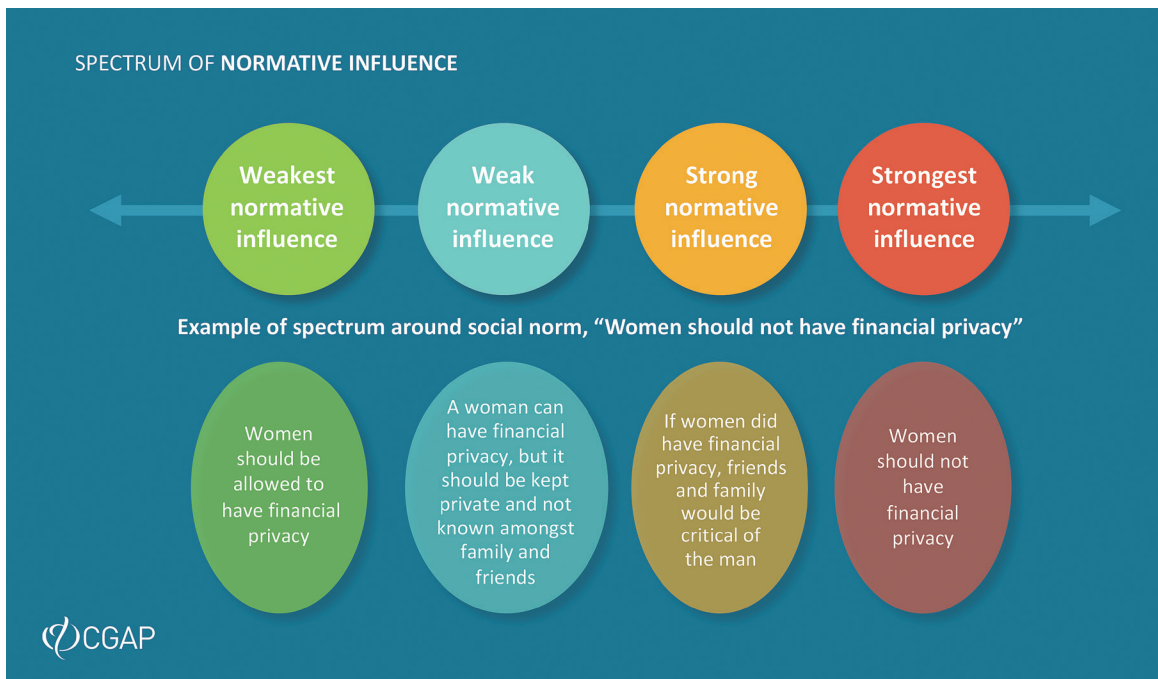 SPECTRUM OF NORMATIVE INFLUENCE
Weakest
normative
influence
Weak
normative
influence
Strong
normative
influence
Strongest
normative
influence
Example of spectrum around social norm, “Women should not have financial privacy”
Women
should be
allowed to
have financial
privacy
A woman can
have financial
privacy, but it
should be kept
private and not
known amongst
family and
friends
If women did
have financial
privacy, friends
and family
would be
critical of
the man
Women
should not
have
financial
privacy
CGAP